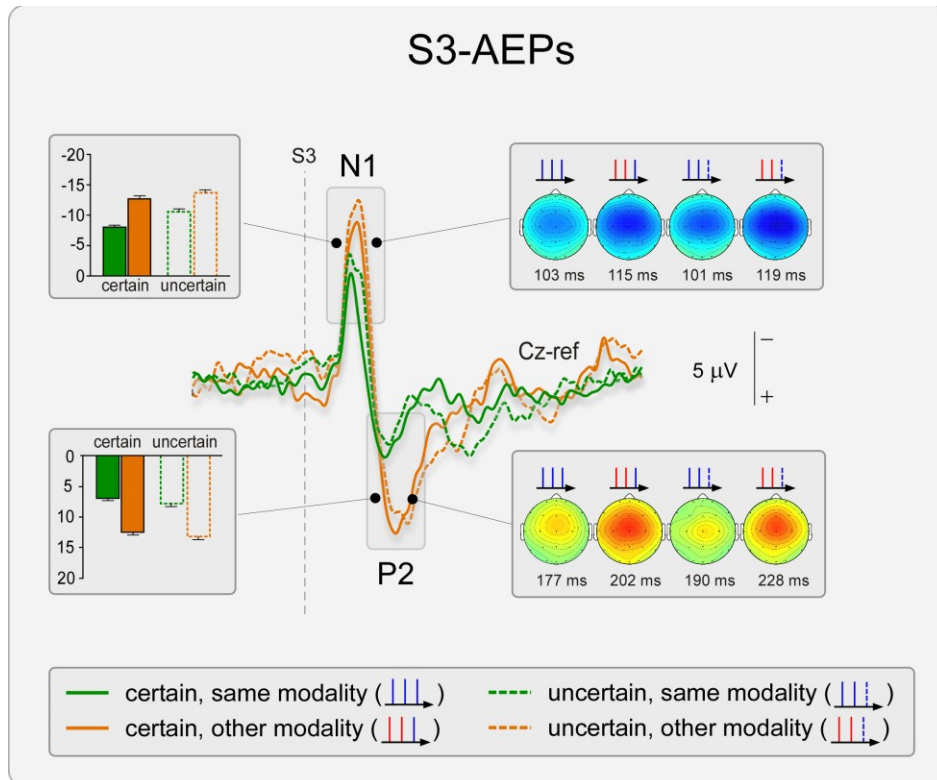 S3-AEPs
S3
N1
-20
-15
-10
-5
0
certain uncertain
103 ms 115 ms 101 ms 119 ms
Cz-ref
5 μV
−
+
certain uncertain
0
5
10
15
20
P2
177 ms 202 ms 190 ms 228 ms
certain, same modality ( )
uncertain, same modality ( )
certain, other modality ( )
uncertain, other modality ( )